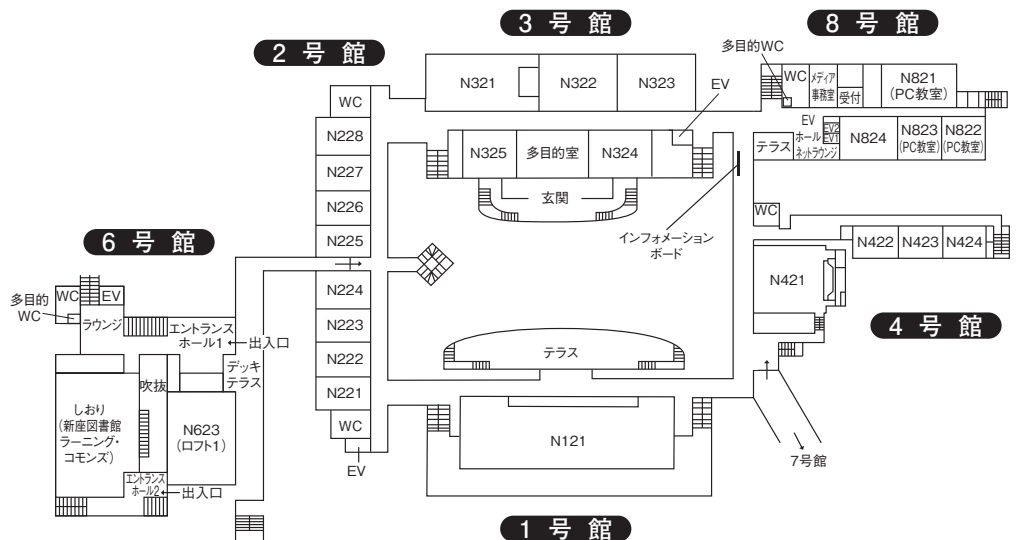 3 号 館
8 号 館
2 号 館
多目的WC
N321
N322
N323
EV
WC
メディア
事務室
受付
N821
(PC教室)
WC
N228
N227
N226
N225
N224
N223
N222
N221
WC
EV
N325
多目的室
N324
玄関
EV
ホール
ネットラウンジ
EV2
EV1
テラス
N824
N823
(PC教室)
N822
(PC教室)
インフォメーション
ボード
WC
N422
N423
N424
N421
4 号 館
6 号 館
多目的
WC
WC
EV
ラウンジ
エントランス
ホール1
出入口
デッキ
テラス
吹抜
しおり
(新座図書館
ラーニング・
コモンズ)
N623
(ロフト1)
エントランス
ホール2
出入口
テラス
N121
7号館
1 号 館